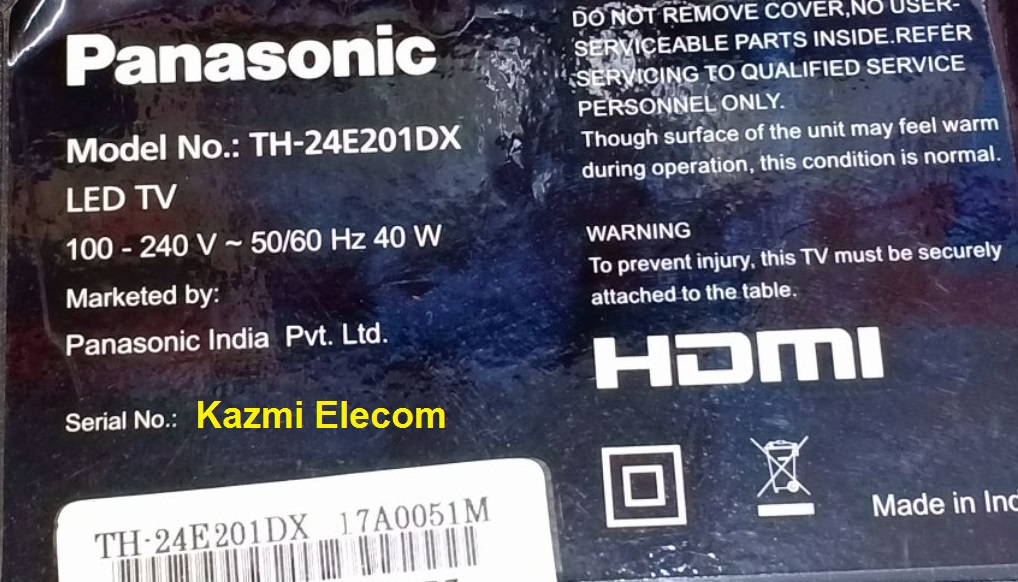 Panasonic
Model No.: TH-24E201DX
LED TV
100 - 240 V ~ 50/60 Hz 40 W
Marketed by:
Panasonic India Pvt. Ltd.
Serial No.: Kazmi Elecom
TH-24E201DX 17A0051M
DO NOT REMOVE COVER,NO USER-
SERVICEABLE PARTS INSIDE.REFER
SERVICING TO QUALIFIED SERVICE
PERSONNEL ONLY.
Though surface of the unit may feel warm
during operation, this condition is normal.
WARNING
To prevent injury, this TV must be securely
attached to the table.
HDMI
Made in